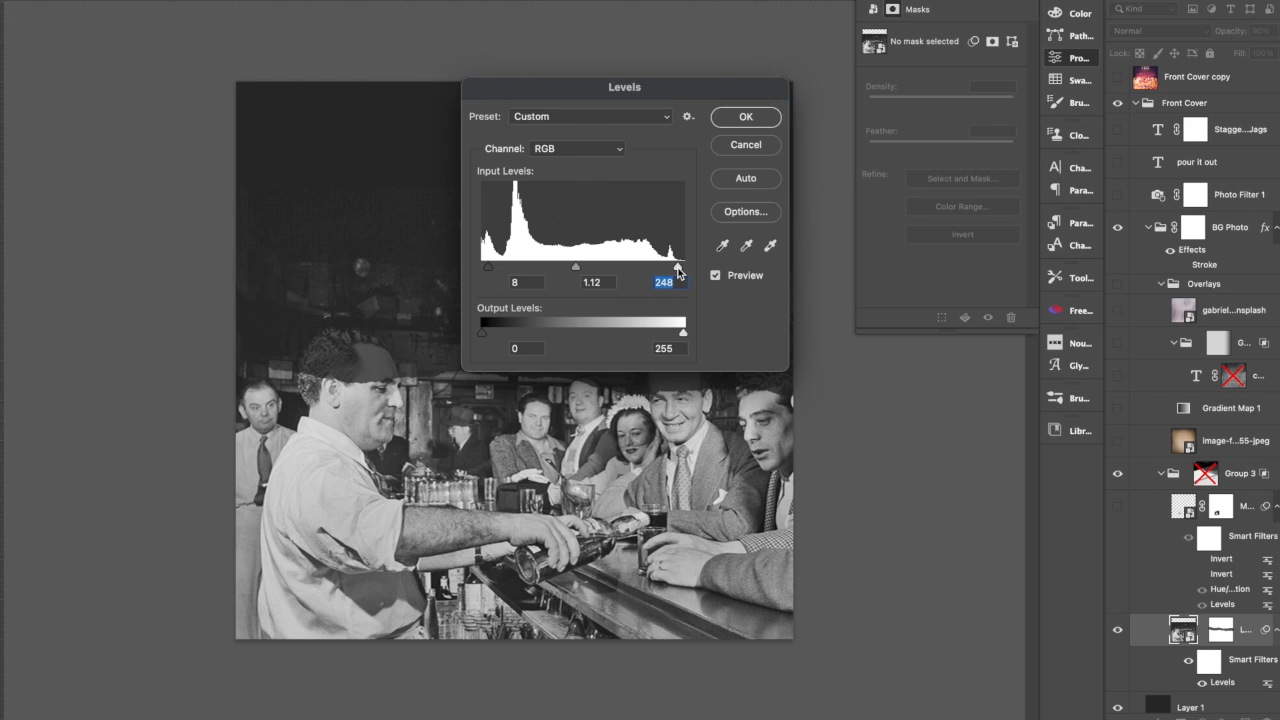 Masks
No mask selected
Density:
Feather:
Refine:
Select and Mask...
Color Range...
Invert
Levels
Preset:
Custom
OK
Channel:
RGB
Cancel
Input Levels:
Auto
Options...
8
1.12
248
Preview
Output Levels:
0
255
Color
Path...
Pro...
Swa...
Bru...
Clo...
Cha...
Para...
Para...
Cha...
Tool...
Free...
Nou...
Gly...
Bru...
Libr...
Kind
Normal
Opacity:
90%
Lock:
Fill:
100%
Front Cover copy
Front Cover
Stagge...Jags
pour it out
Photo Filter 1
BG Photo
fx
Effects
Stroke
Overlays
gabriel...nsplash
G...
c...
Gradient Map 1
image-f...55-jpeg
Group 3
M...
Smart Filters
Invert
Invert
Hue/...tion
Levels
L...
Smart Filters
Levels
Layer 1